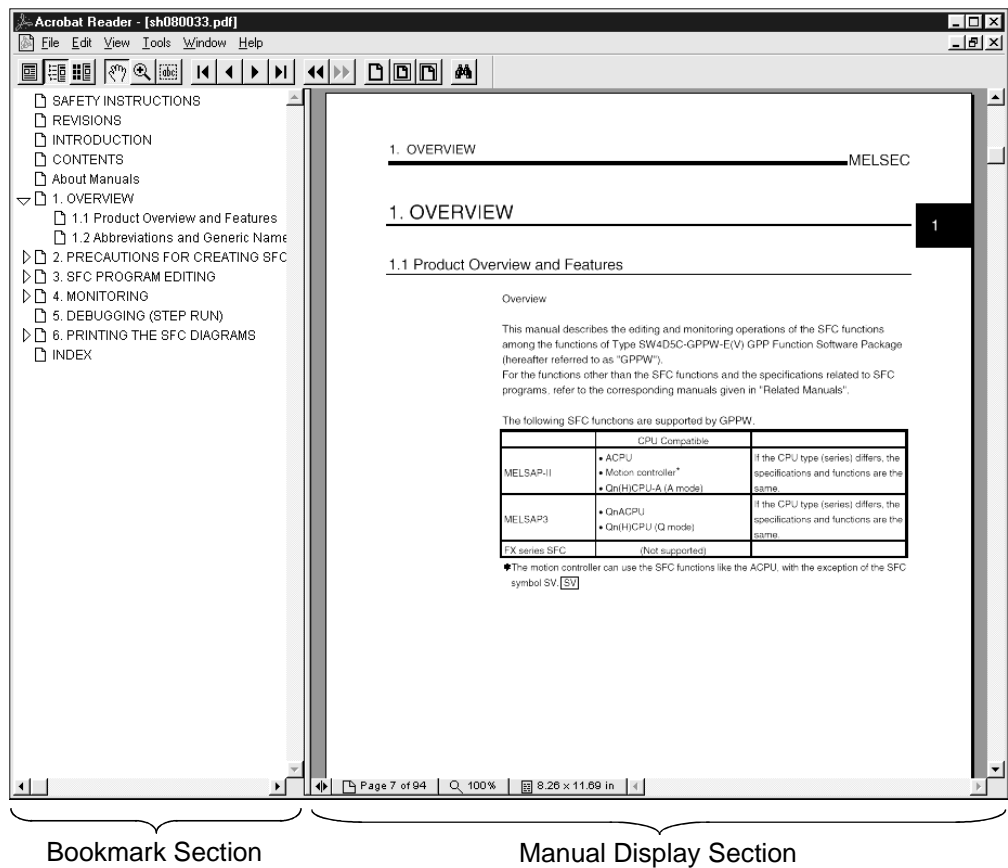 Acrobat Reader - [sh080033.pdf]
File Edit View Tools Window Help
SAFETY INSTRUCTIONS
REVISIONS
INTRODUCTION
CONTENTS
About Manuals
1. OVERVIEW
1.1 Product Overview and Features
1.2 Abbreviations and Generic Name
2. PRECAUTIONS FOR CREATING SFC
3. SFC PROGRAM EDITING
4. MONITORING
5. DEBUGGING (STEP RUN)
6. PRINTING THE SFC DIAGRAMS
INDEX
1. OVERVIEW
MELSEC
1. OVERVIEW
1
1.1 Product Overview and Features
Overview
This manual describes the editing and monitoring operations of the SFC functions
among the functions of Type SW4D5C-GPPW-E(V) GPP Function Software Package
(hereafter referred to as "GPPW").
For the functions other than the SFC functions and the specifications related to SFC
programs, refer to the corresponding manuals given in "Related Manuals".
The following SFC functions are supported by GPPW.
CPU Compatible
MELSAP-II
• ACPU
• Motion controller*
• Qn(H)CPU-A (A mode)
If the CPU type (series) differs, the
specifications and functions are the
same.
MELSAP3
• QnACPU
• Qn(H)CPU (Q mode)
If the CPU type (series) differs, the
specifications and functions are the
same.
FX series SFC (Not supported)
*The motion controller can use the SFC functions like the ACPU, with the exception of the SFC
symbol SV. SV
Page 7 of 94 100% 8.26 x 11.69 in
Bookmark Section
Manual Display Section